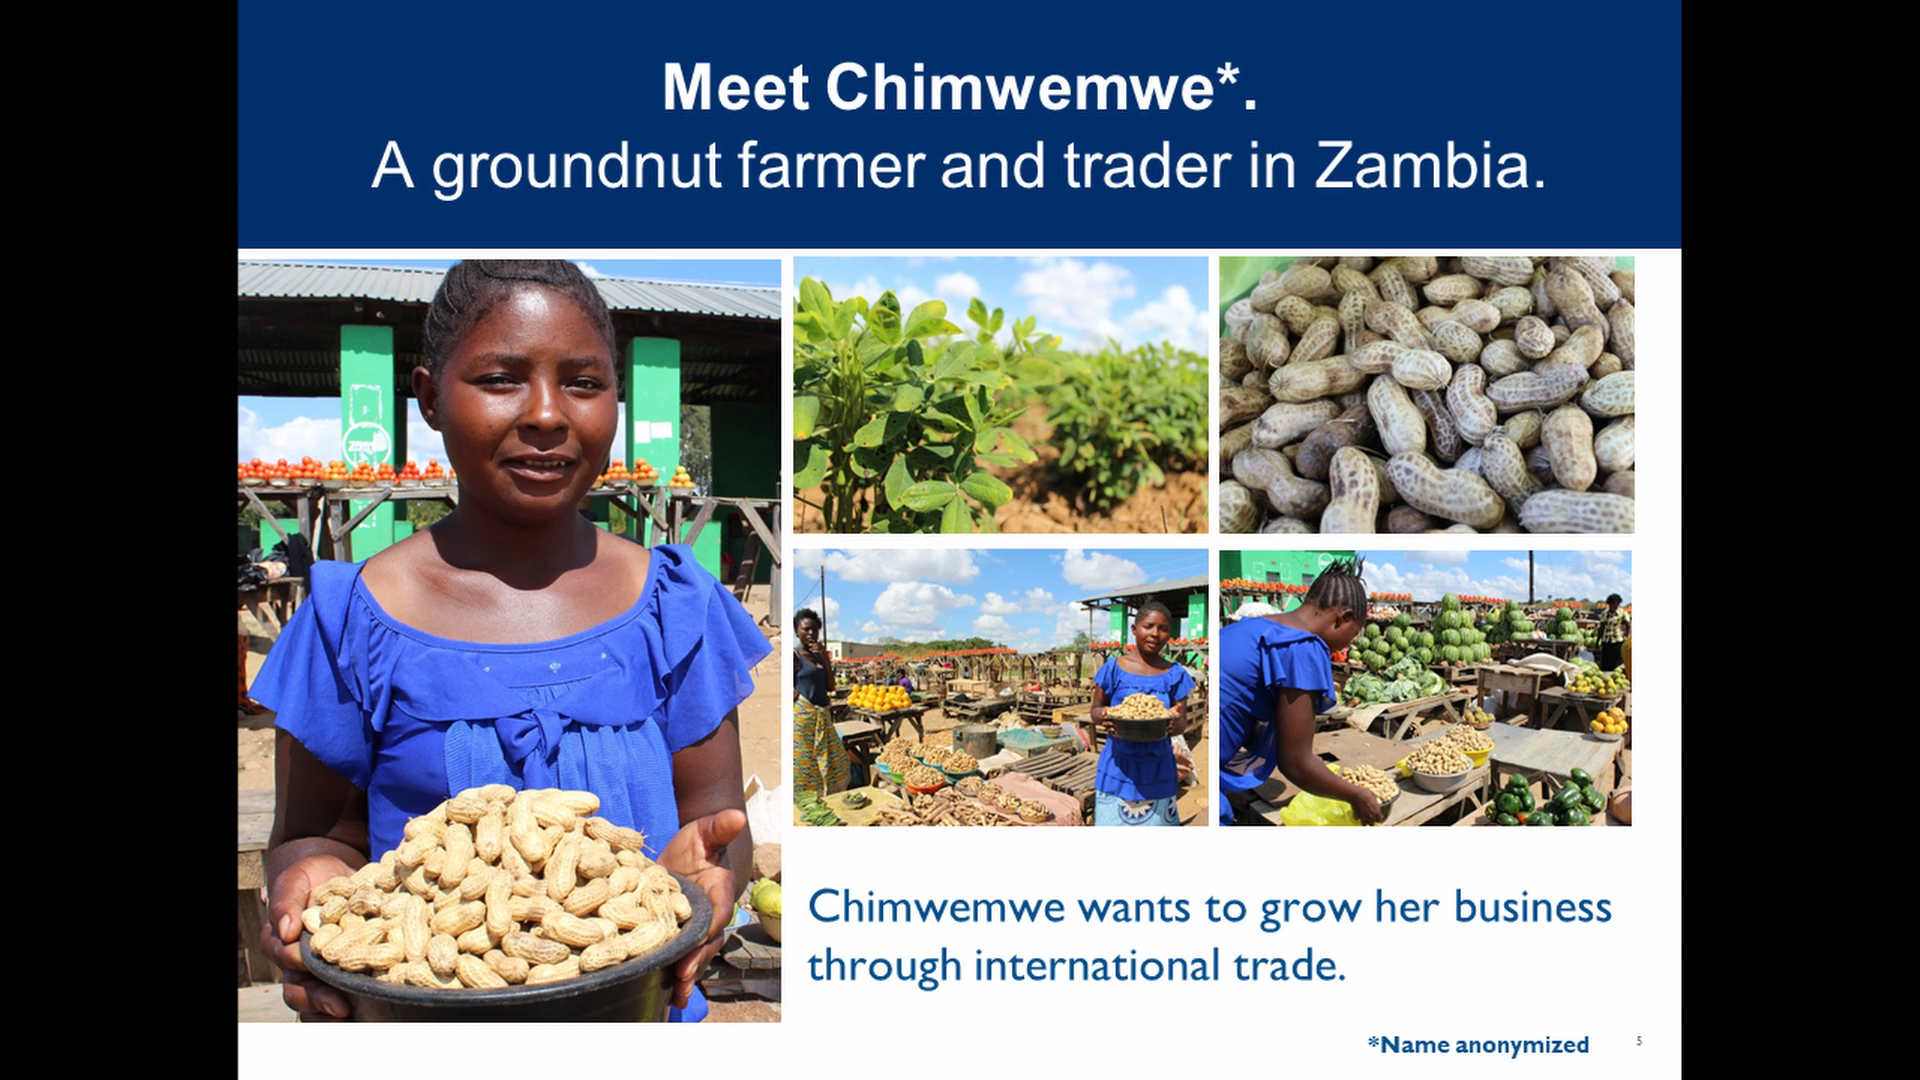 Meet Chimwemwe*.
A groundnut farmer and trader in Zambia.
Chimwemwe wants to grow her business
through international trade.
*Name anonymized
5